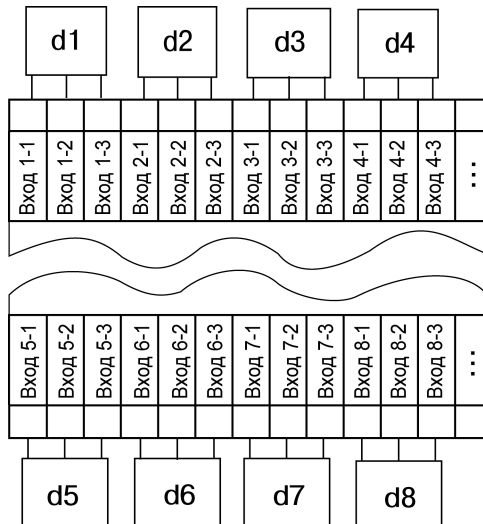 d1 d2 d3 d4
Вход 1-1
Вход 1-2
Вход 1-3
Вход 2-1
Вход 2-2
Вход 2-3
Вход 3-1
Вход 3-2
Вход 3-3
Вход 4-1
Вход 4-2
Вход 4-3
...
Вход 5-1
Вход 5-2
Вход 5-3
Вход 6-1
Вход 6-2
Вход 6-3
Вход 7-1
Вход 7-2
Вход 7-3
Вход 8-1
Вход 8-2
Вход 8-3
...
d5 d6 d7 d8